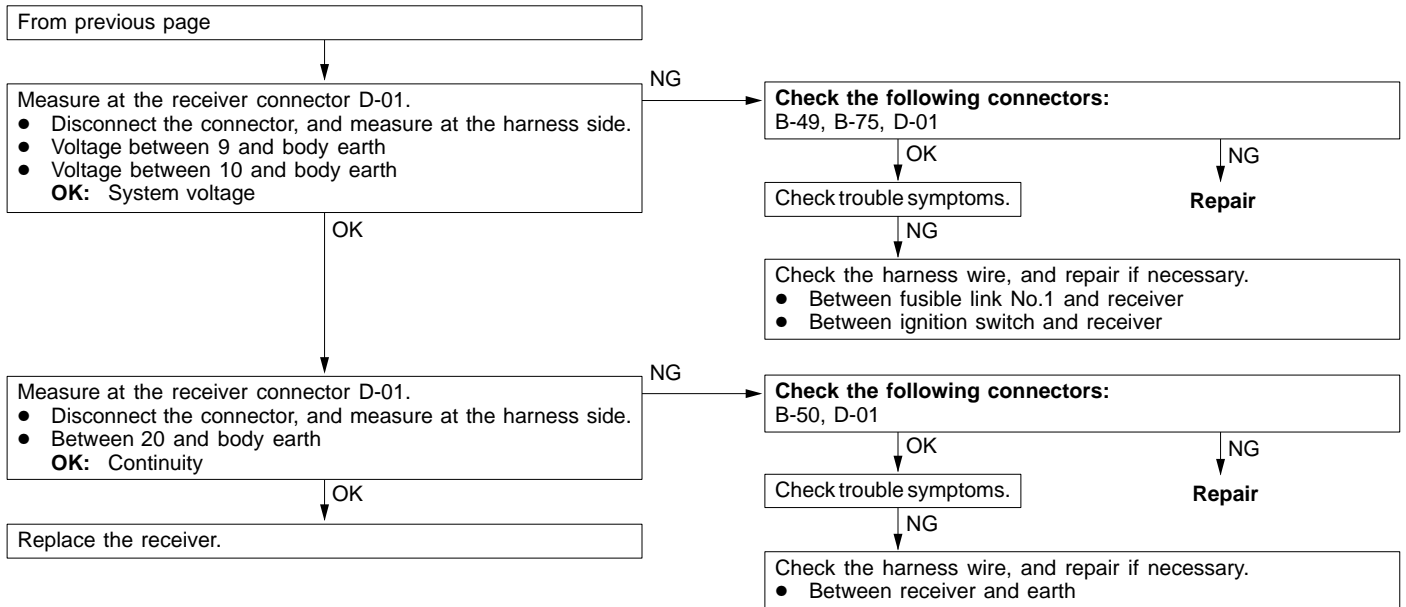 From previous page
NG
Measure at the receiver connector D-01.
● Disconnect the connector, and measure at the harness side.
● Voltage between 9 and body earth
● Voltage between 10 and body earth
OK: System voltage
Check the following connectors:
B-49, B-75, D-01
OK
NG
Check trouble symptoms.
Repair
OK
NG
Check the harness wire, and repair if necessary.
● Between fusible link No.1 and receiver
● Between ignition switch and receiver
NG
Measure at the receiver connector D-01.
● Disconnect the connector, and measure at the harness side.
● Between 20 and body earth
OK: Continuity
Check the following connectors:
B-50, D-01
OK
NG
Check trouble symptoms.
Repair
OK
NG
Replace the receiver.
Check the harness wire, and repair if necessary.
● Between receiver and earth